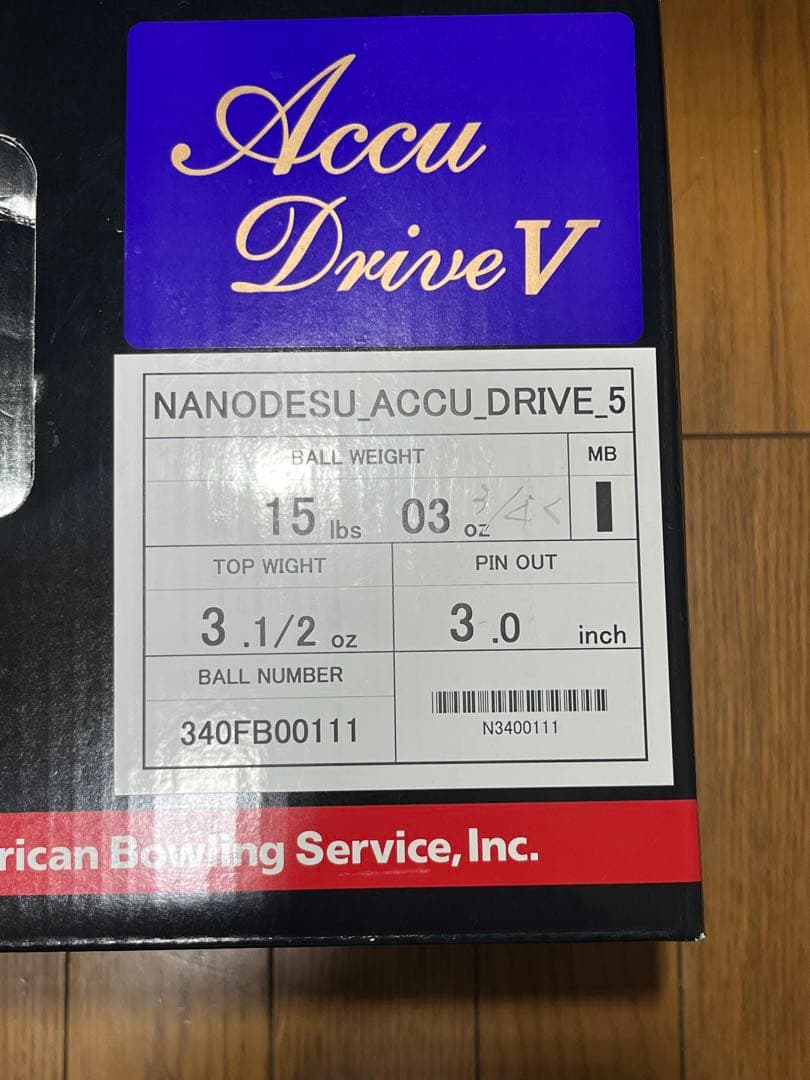 Accu
Drive V
NANODESU_ACCU_DRIVE_5
BALL WEIGHT MB
15 lbs 03 oz 3/4
TOP WIGHT PIN OUT
3 .1/2 oz 3 .0 inch
BALL NUMBER
340FB00111
N3400111
rican Bowling Service, Inc.